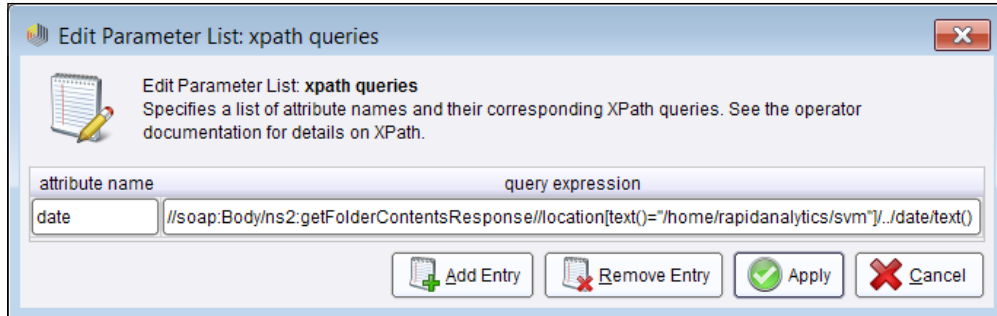 Edit Parameter List: xpath queries
Edit Parameter List: xpath queries
Specifies a list of attribute names and their corresponding XPath queries. See the operator
documentation for details on XPath.
attribute name query expression
date //soap:Body/ns2:getFolderContentsResponse//location[text()="/home/rapidanalytics/svm"]/../date/text()
Add Entry Remove Entry Apply Cancel